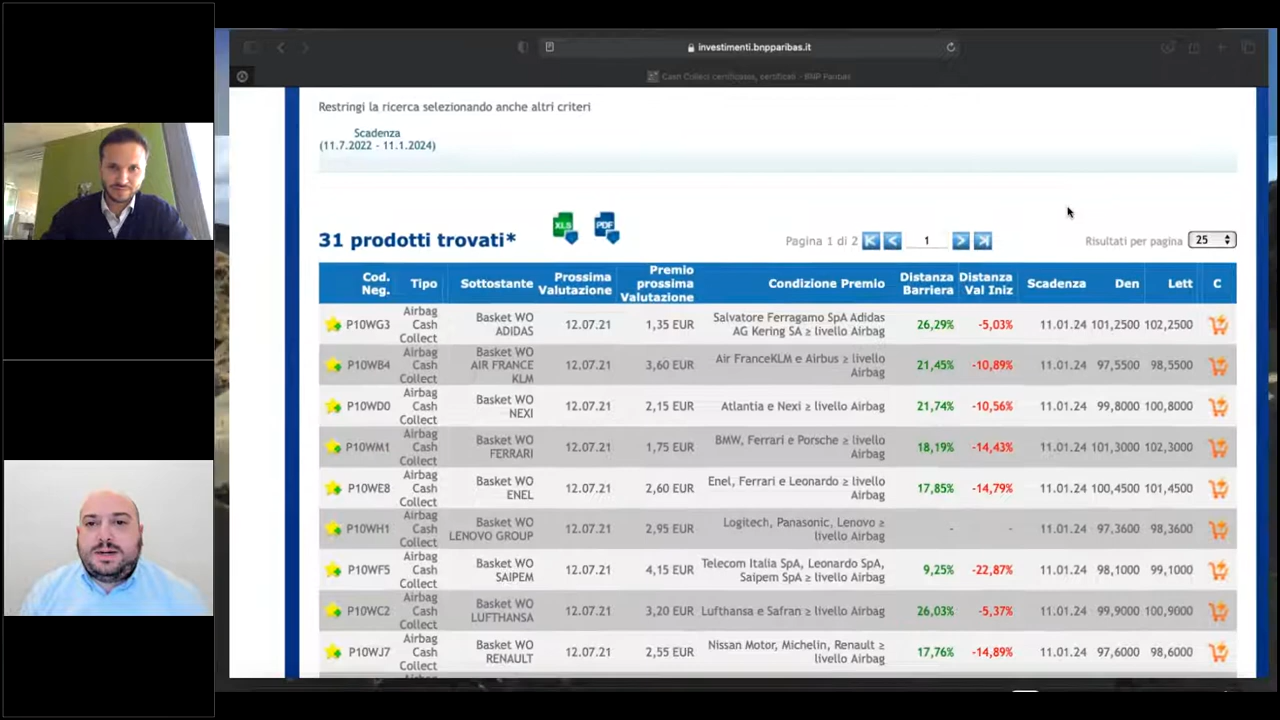 investimenti.bnpparibas.it
Cash Collect certificates, certificati - BNP Paribas
Restringi la ricerca selezionando anche altri criteri
Scadenza
(11.7.2022 - 11.1.2024)
31 prodotti trovati*
XLS
PDF
Pagina 1 di 2
1
Risultati per pagina
25
Cod. Neg. Tipo Sottostante Prossima Valutazione Premio prossima Valutazione Condizione Premio Distanza Barriera Distanza Val Iniz Scadenza Den Lett C
P10WG3 Airbag Cash Collect Basket WO ADIDAS 12.07.21 1,35 EUR Salvatore Ferragamo SpA Adidas AG Kering SA ≥ livello Airbag 26,29% -5,03% 11.01.24 101,2500 102,2500
P10WB4 Airbag Cash Collect Basket WO AIR FRANCE KLM 12.07.21 3,60 EUR Air FranceKLM e Airbus ≥ livello Airbag 21,45% -10,89% 11.01.24 97,5500 98,5500
P10WD0 Airbag Cash Collect Basket WO NEXI 12.07.21 2,15 EUR Atlantia e Nexi ≥ livello Airbag 21,74% -10,56% 11.01.24 99,8000 100,8000
P10WM1 Airbag Cash Collect Basket WO FERRARI 12.07.21 1,75 EUR BMW, Ferrari e Porsche ≥ livello Airbag 18,19% -14,43% 11.01.24 101,3000 102,3000
P10WE8 Airbag Cash Collect Basket WO ENEL 12.07.21 2,60 EUR Enel, Ferrari e Leonardo ≥ livello Airbag 17,85% -14,79% 11.01.24 100,4500 101,4500
P10WH1 Airbag Cash Collect Basket WO LENOVO GROUP 12.07.21 2,95 EUR Logitech, Panasonic, Lenovo ≥ livello Airbag - - 11.01.24 97,3600 98,3600
P10WF5 Airbag Cash Collect Basket WO SAIPEM 12.07.21 4,15 EUR Telecom Italia SpA, Leonardo SpA, Saipem SpA ≥ livello Airbag 9,25% -22,87% 11.01.24 98,1000 99,1000
P10WC2 Airbag Cash Collect Basket WO LUFTHANSA 12.07.21 3,20 EUR Lufthansa e Safran ≥ livello Airbag 26,03% -5,37% 11.01.24 99,9000 100,9000
P10WJ7 Airbag Cash Collect Basket WO RENAULT 12.07.21 2,55 EUR Nissan Motor, Michelin, Renault ≥ livello Airbag 17,76% -14,89% 11.01.24 97,6000 98,6000